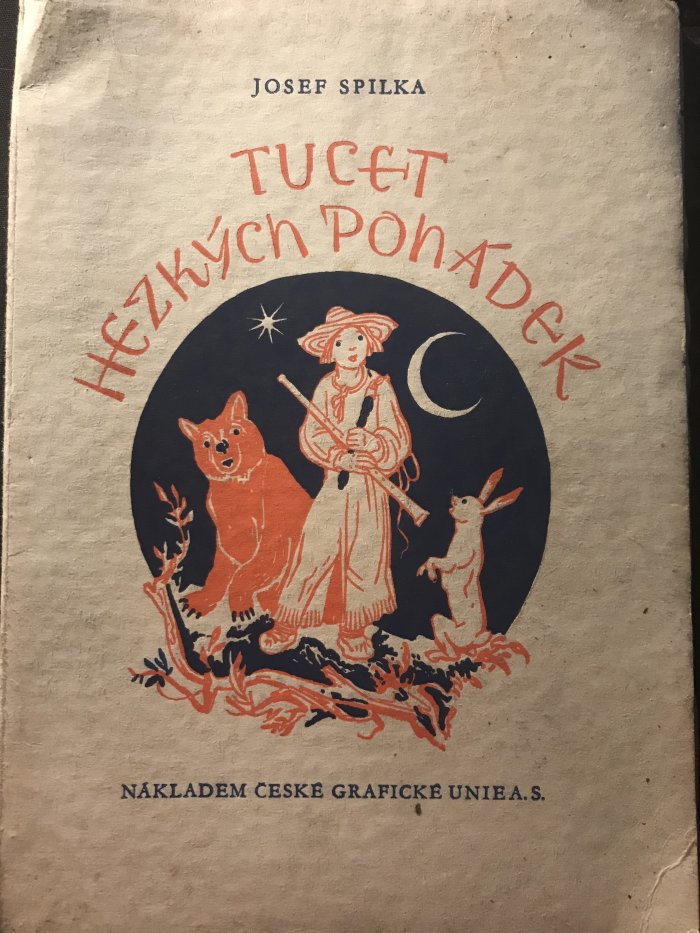 JOSEF SPILKA
TUCET
HEZKÝCH POHÁDEK
NÁKLADEM ČESKÉ GRAFICKÉ UNIE A. S.